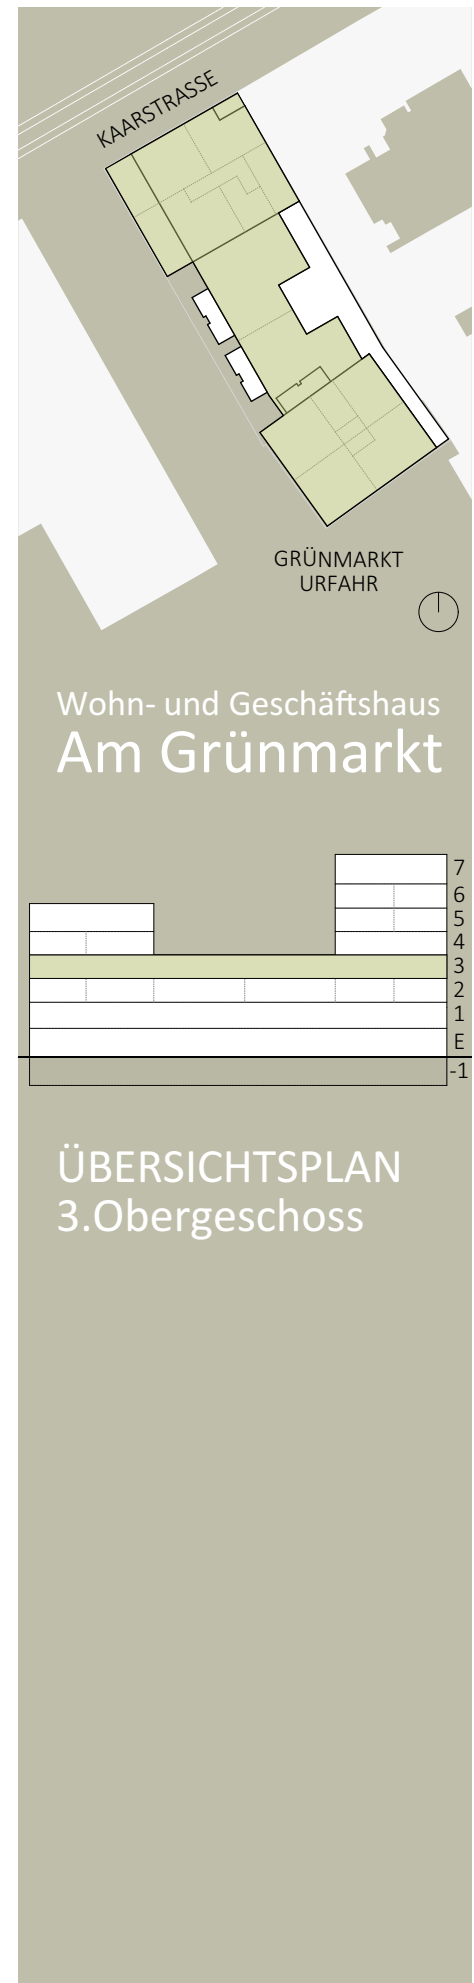 KAARSTRASSE
GRÜNMARKT
URFAHR
Wohn- und Geschäftshaus
Am Grünmarkt
7
6
5
4
3
2
1
E
-1
ÜBERSICHTSPLAN
3.Obergeschoss